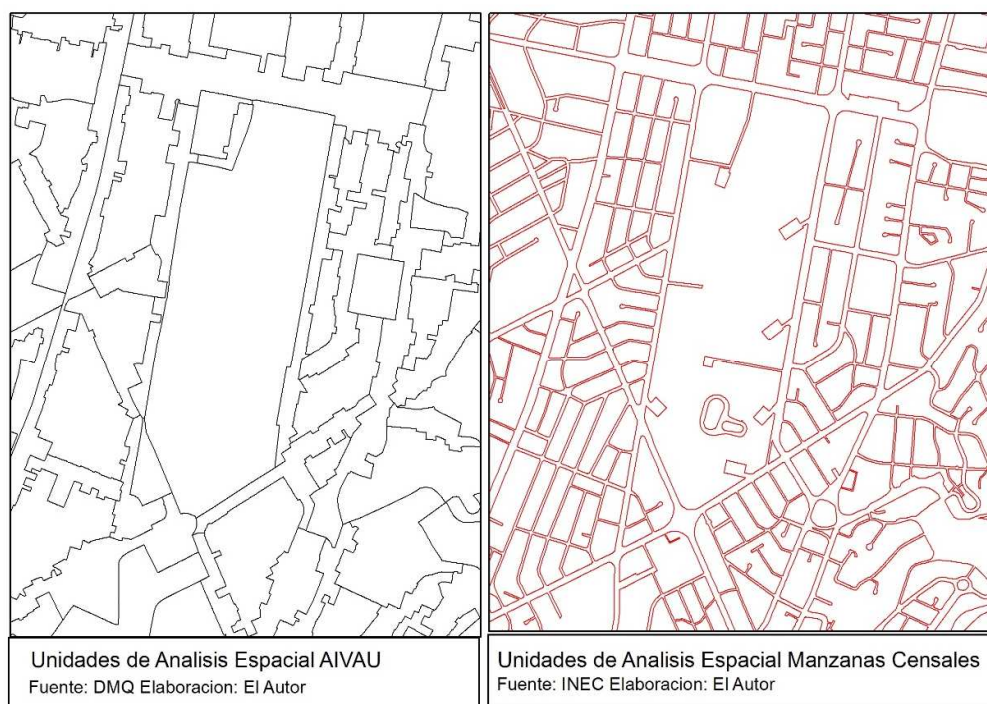 Unidades de Analisis Espacial AIVAU
Fuente: DMQ Elaboracion: El Autor
Unidades de Analisis Espacial Manzanas Censales
Fuente: INEC Elaboracion: El Autor